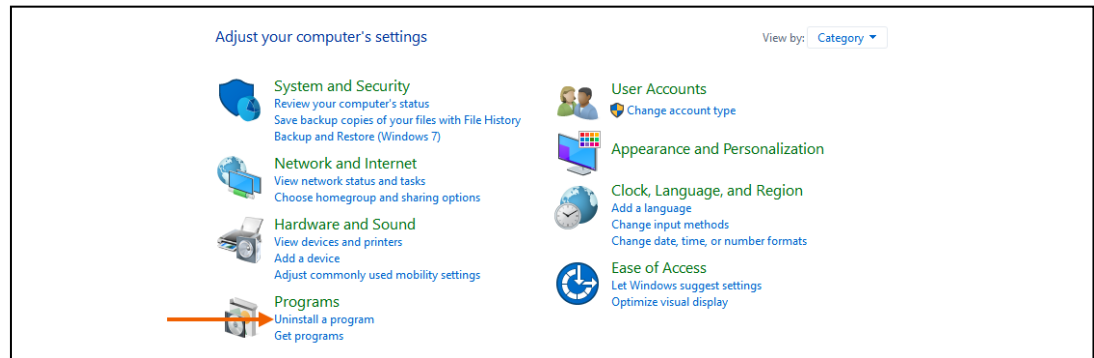 Adjust your computer's settings
View by: Category
System and Security
Review your computer's status
Save backup copies of your files with File History
Backup and Restore (Windows 7)
Network and Internet
View network status and tasks
Choose homegroup and sharing options
Hardware and Sound
View devices and printers
Add a device
Adjust commonly used mobility settings
Programs
Uninstall a program
Get programs
User Accounts
Change account type
Appearance and Personalization
Clock, Language, and Region
Add a language
Change input methods
Change date, time, or number formats
Ease of Access
Let Windows suggest settings
Optimize visual display